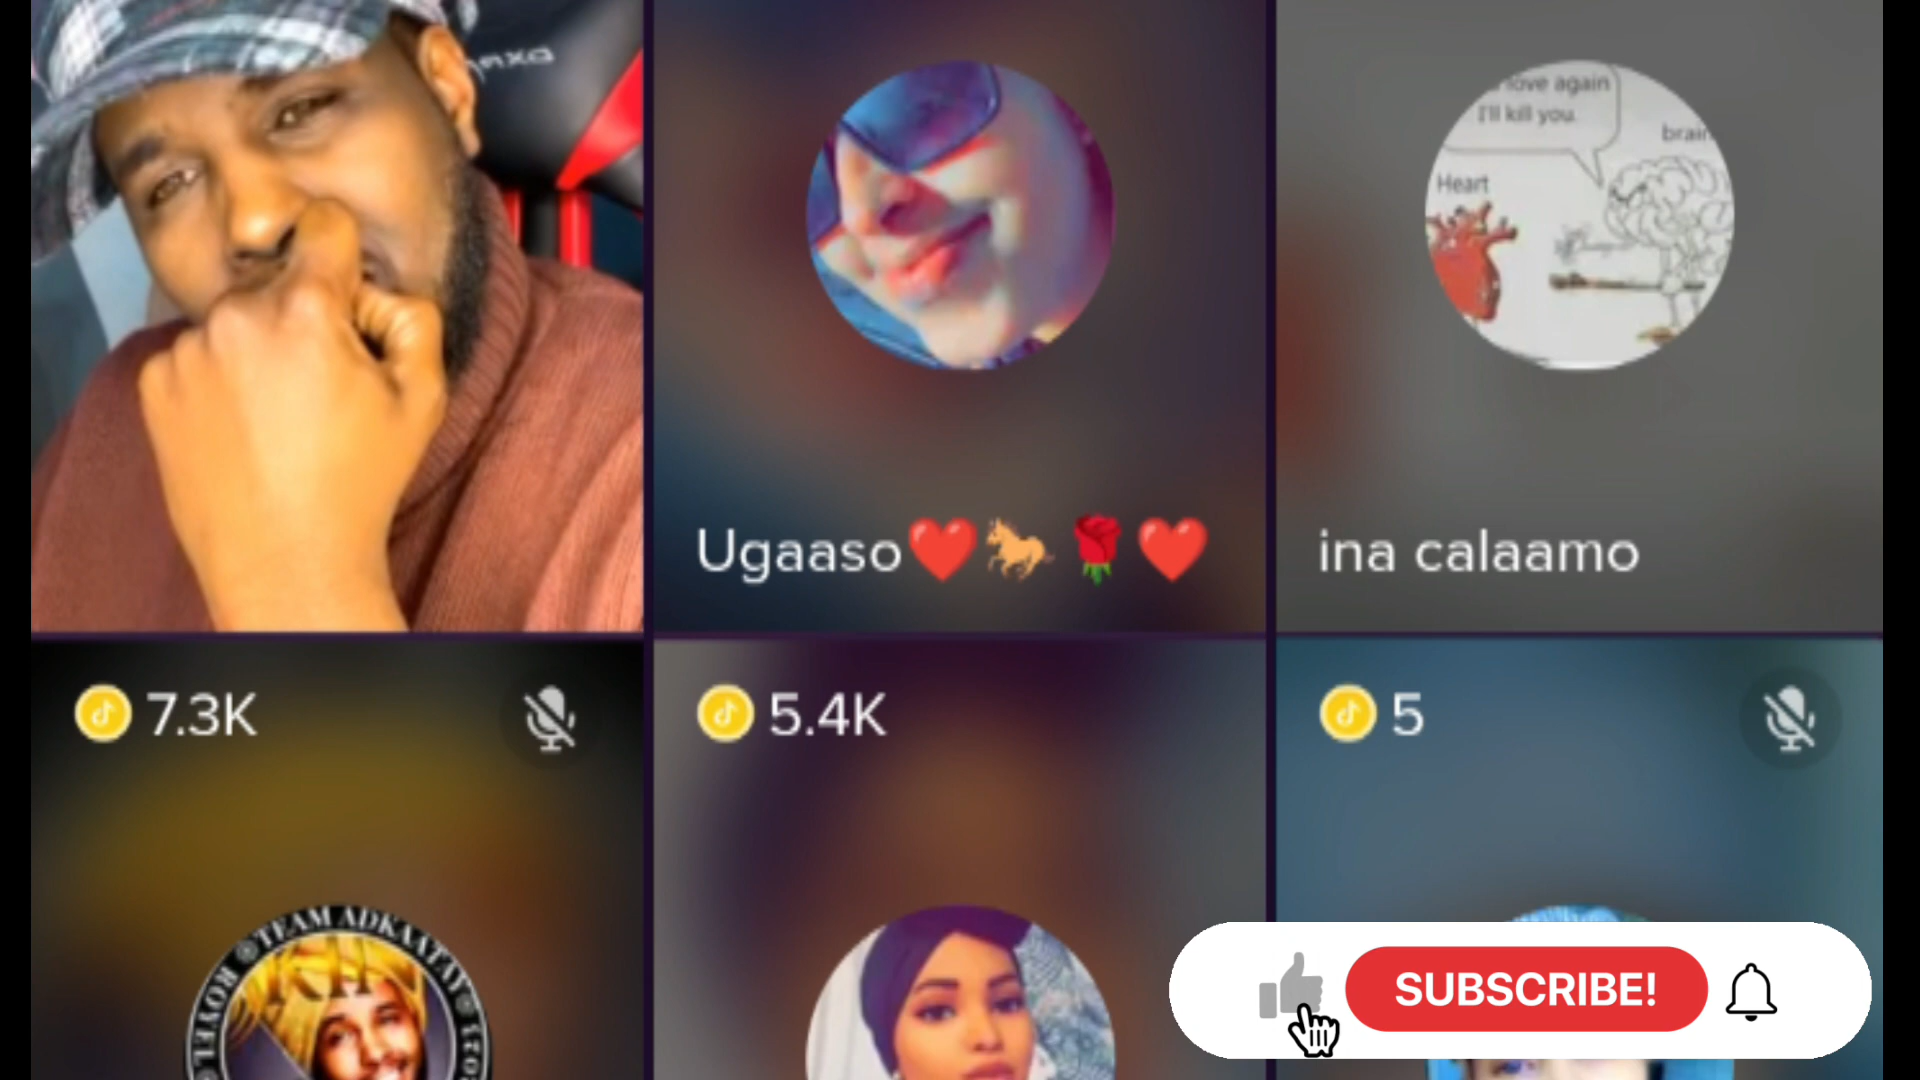 love again
I'll kill you.
brain
Heart
Ugaaso❤️🐎🌹❤️
ina calaamo
7.3K
5.4K
5
TEAM ADKAATAY
SUBSCRIBE!